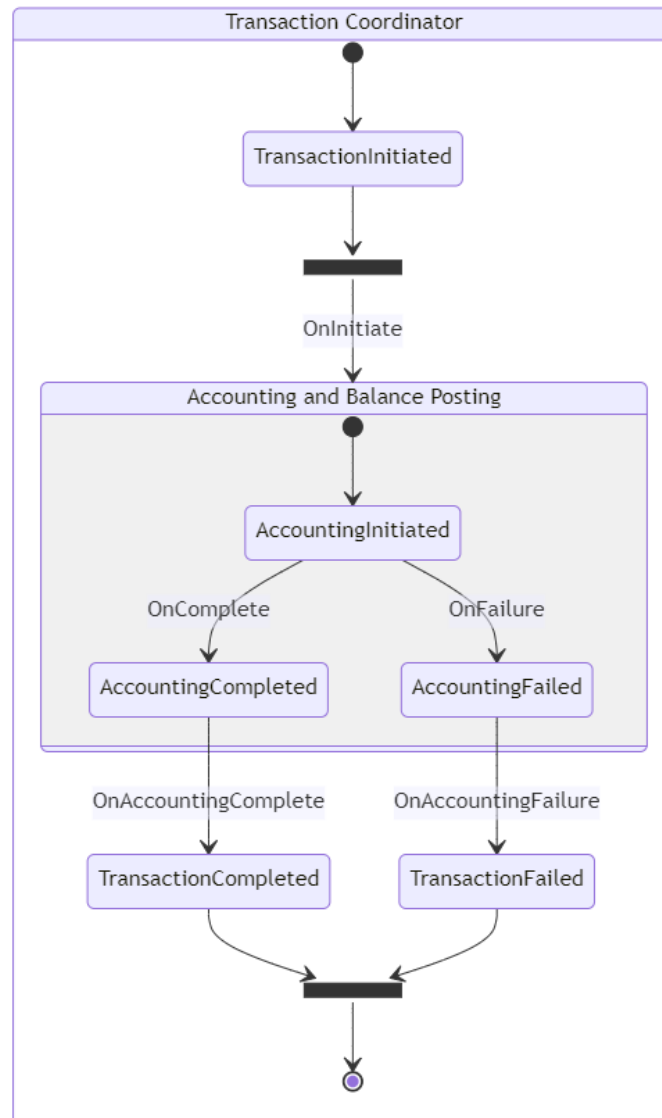 Transaction Coordinator
TransactionInitiated
OnInitiate
Accounting and Balance Posting
AccountingInitiated
OnComplete
OnFailure
AccountingCompleted
AccountingFailed
OnAccountingComplete
OnAccountingFailure
TransactionCompleted
TransactionFailed